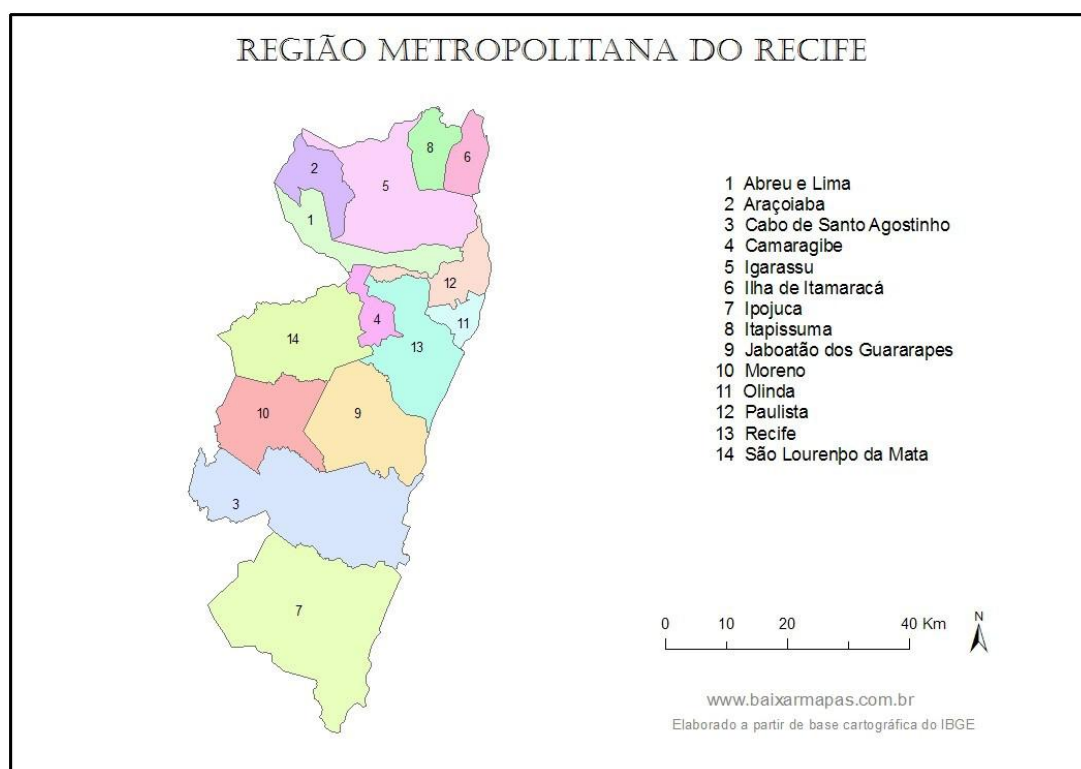 REGIÃO METROPOLITANA DO RECIFE
8
6
2
5
1
12
4
11
14
13
10
9
3
7
1 Abreu e Lima
2 Araçoiaba
3 Cabo de Santo Agostinho
4 Camaragibe
5 Igarassu
6 Ilha de Itamaracá
7 Ipojuca
8 Itapissuma
9 Jaboatão dos Guararapes
10 Moreno
11 Olinda
12 Paulista
13 Recife
14 São Lourenþo da Mata
0 10 20 40 Km
N
www.baixarmapas.com.br
Elaborado a partir de base cartográfica do IBGE